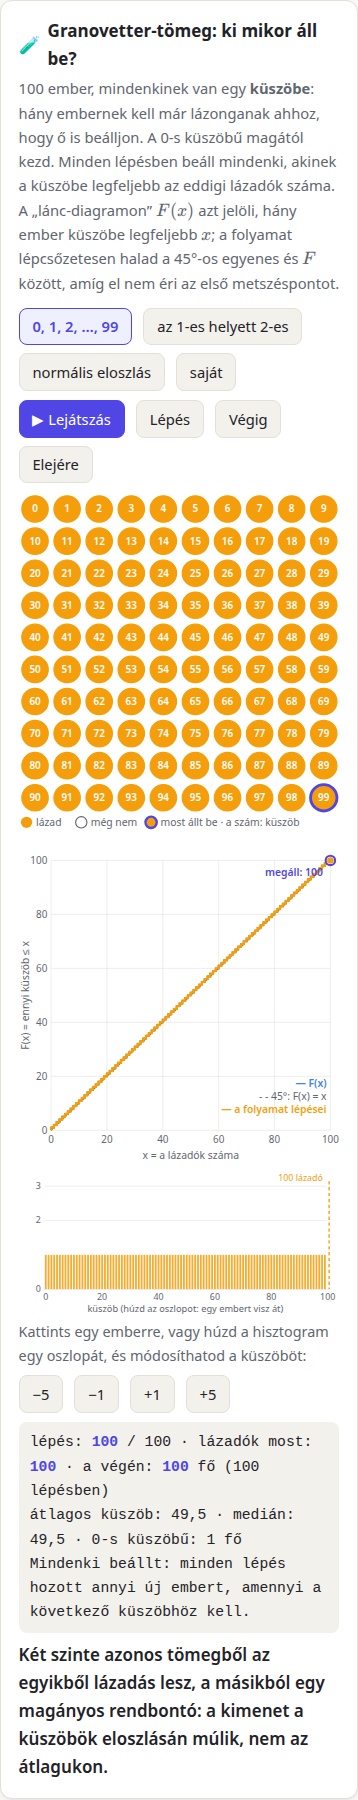 🧪 Granovetter-tömeg: ki mikor áll
be?
100 ember, mindenkinek van egy küszöbe:
hány embernek kell már lázonganak ahhoz,
hogy ő is beálljon. A 0-s küszöbű magától
kezd. Minden lépésben beáll mindenki, akinek
a küszöbe legfeljebb az eddigi lázadók száma.
A „lánc-diagramon” F(x) azt jelöli, hány
ember küszöbe legfeljebb x; a folyamat
lépcsőzetesen halad a 45°-os egyenes és F
között, amíg el nem éri az első metszéspontot.
0, 1, 2, …, 99
az 1-es helyett 2-es
normális eloszlás
saját
▶ Lejátszás
Lépés
Végig
Elejére
0 1 2 3 4 5 6 7 8 9
10 11 12 13 14 15 16 17 18 19
20 21 22 23 24 25 26 27 28 29
30 31 32 33 34 35 36 37 38 39
40 41 42 43 44 45 46 47 48 49
50 51 52 53 54 55 56 57 58 59
60 61 62 63 64 65 66 67 68 69
70 71 72 73 74 75 76 77 78 79
80 81 82 83 84 85 86 87 88 89
90 91 92 93 94 95 96 97 98 99
lázad még nem most állt be · a szám: küszöb
megáll: 100
100
80
60
40
20
0
F(x) = ennyi küszöb ≤ x
— F(x)
- - 45°: F(x) = x
— a folyamat lépései
0 20 40 60 80 100
x = a lázadók száma
100 lázadó
3
2
0
0 20 40 60 80 100
küszöb (húzd az oszlopot: egy embert visz át)
Kattints egy emberre, vagy húzd a hisztogram
egy oszlopát, és módosíthatod a küszöböt:
−5
−1
+1
+5
lépés: 100 / 100 · lázadók most:
100 · a végén: 100 fő (100
lépésben)
átlagos küszöb: 49,5 · medián:
49,5 · 0-s küszöbű: 1 fő
Mindenki beállt: minden lépés
hozott annyi új embert, amennyi a
következő küszöbhöz kell.
Két szinte azonos tömegből az
egyikből lázadás lesz, a másikból egy
magányos rendbontó: a kimenet a
küszöbök eloszlásán múlik, nem az
átlagukon.